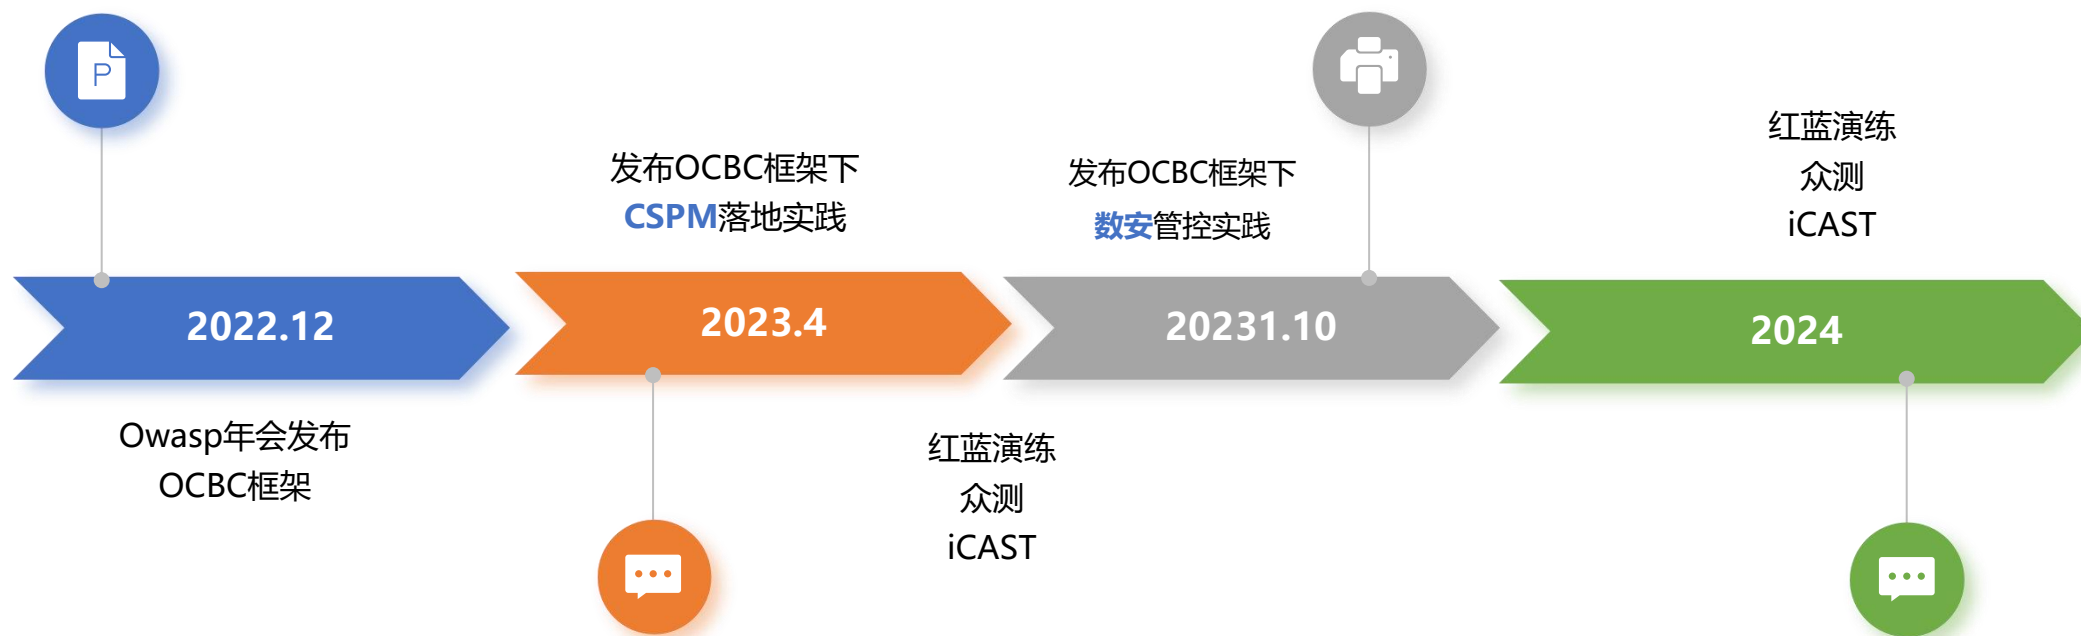 P
2022.12
Owasp年会发布
OCBC框架
发布OCBC框架下
CSPM落地实践
2023.4
红蓝演练
众测
iCAST
发布OCBC框架下
数安管控实践
20231.10
红蓝演练
众测
iCAST
2024